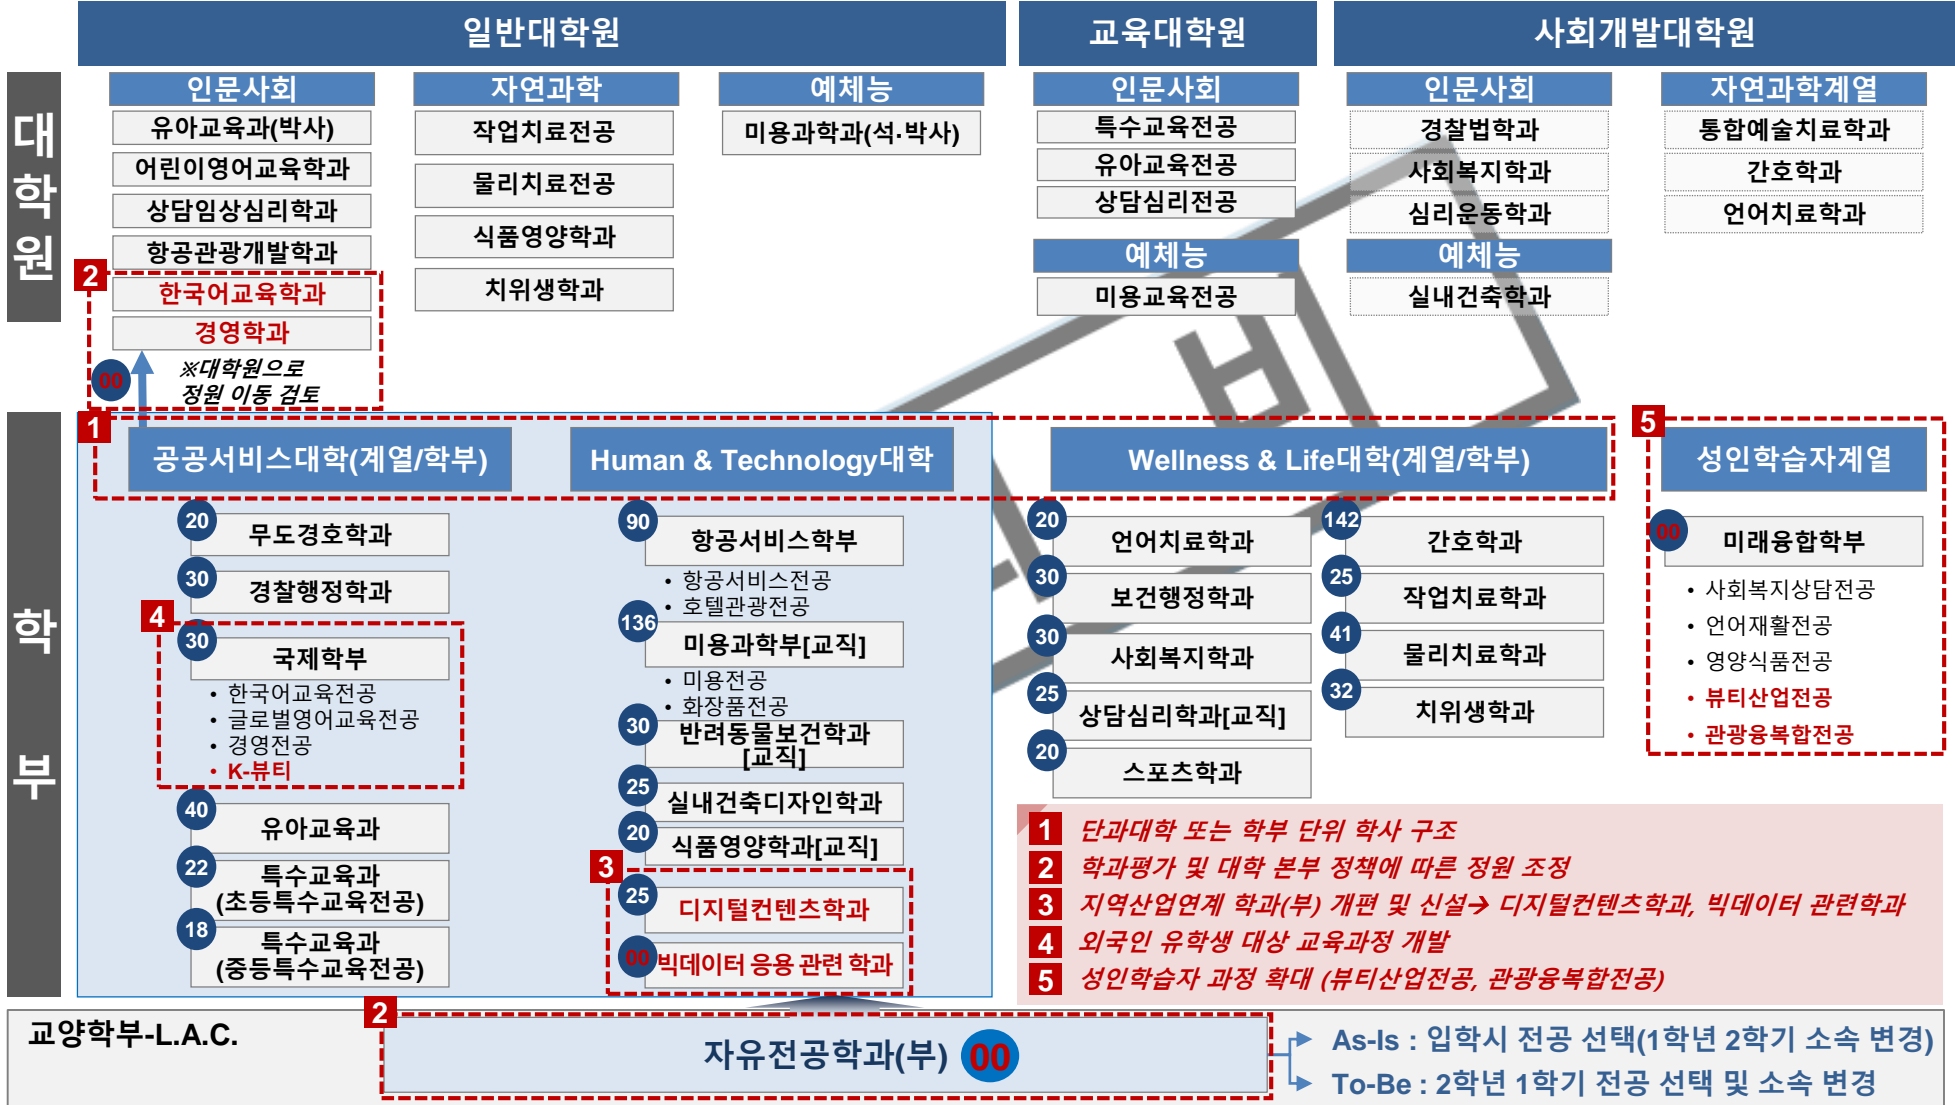 일반대학원
교육대학원
사회개발대학원
대학원
인문사회
유아교육과(박사)
어린이영어교육학과
상담임상심리학과
항공관광개발학과
2
한국어교육학과
경영학과
00
※대학원으로
정원 이동 검토
자연과학
작업치료전공
물리치료전공
식품영양학과
치위생학과
예체능
미용과학과(석·박사)
인문사회
특수교육전공
유아교육전공
상담심리전공
예체능
미용교육전공
인문사회
경찰법학과
사회복지학과
심리운동학과
예체능
실내건축학과
자연과학계열
통합예술치료학과
간호학과
언어치료학과
학부
1
공공서비스대학(계열/학부)
20
무도경호학과
30
경찰행정학과
4
30
국제학부
• 한국어교육전공
• 글로벌영어교육전공
• 경영전공
• K-뷰티
40
유아교육과
22
특수교육과
(초등특수교육전공)
18
특수교육과
(중등특수교육전공)
Human & Technology대학
90
항공서비스학부
• 항공서비스전공
• 호텔관광전공
136
미용과학부[교직]
• 미용전공
• 화장품전공
30
반려동물보건학과
[교직]
25
실내건축디자인학과
20
식품영양학과[교직]
3
25
디지털컨텐츠학과
00
빅데이터 응용 관련 학과
Wellness & Life대학(계열/학부)
20
언어치료학과
30
보건행정학과
30
사회복지학과
25
상담심리학과[교직]
20
스포츠학과
142
간호학과
25
작업치료학과
41
물리치료학과
32
치위생학과
5
성인학습자계열
00
미래융합학부
• 사회복지상담전공
• 언어재활전공
• 영양식품전공
• 뷰티산업전공
• 관광융복합전공
1 단과대학 또는 학부 단위 학사 구조
2 학과평가 및 대학 본부 정책에 따른 정원 조정
3 지역산업연계 학과(부) 개편 및 신설→ 디지털컨텐츠학과, 빅데이터 관련학과
4 외국인 유학생 대상 교육과정 개발
5 성인학습자 과정 확대 (뷰티산업전공, 관광융복합전공)
교양학부-L.A.C.
2
자유전공학과(부) 00
As-Is : 입학시 전공 선택(1학년 2학기 소속 변경)
To-Be : 2학년 1학기 전공 선택 및 소속 변경